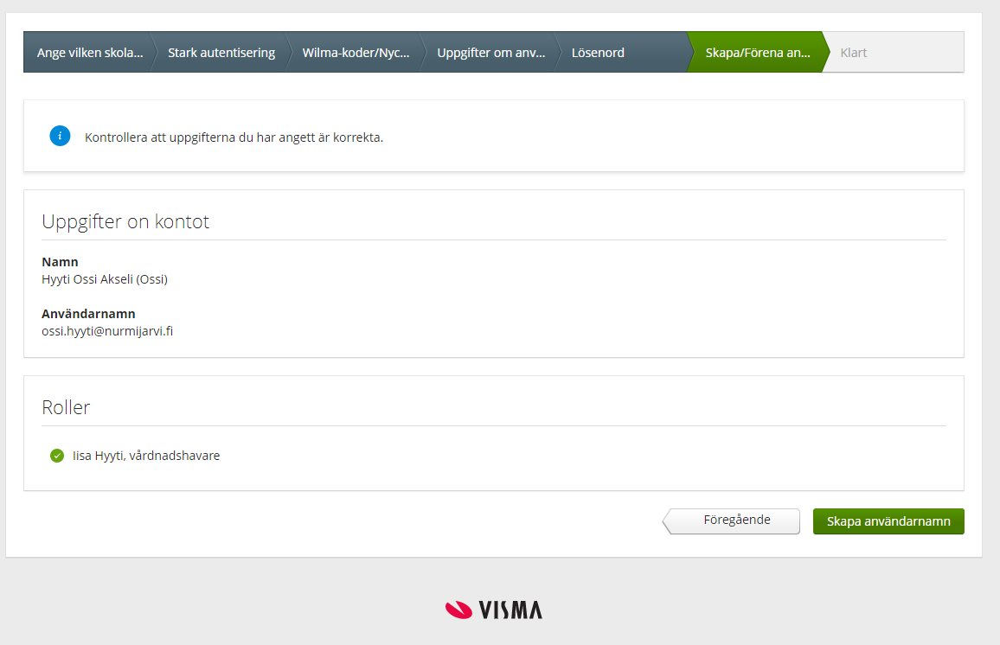 Ange vilken skola...
Stark autentisering
Wilma-koder/Nyc...
Uppgifter om anv...
Lösenord
Skapa/Förena an...
Klart
Kontrollera att uppgifterna du har angett är korrekta.
Uppgifter on kontot
Namn
Hyyti Ossi Akseli (Ossi)
Användarnamn
ossi.hyyti@nurmijarvi.fi
Roller
Iisa Hyyti, vårdnadshavare
Föregående
Skapa användarnamn
VISMA